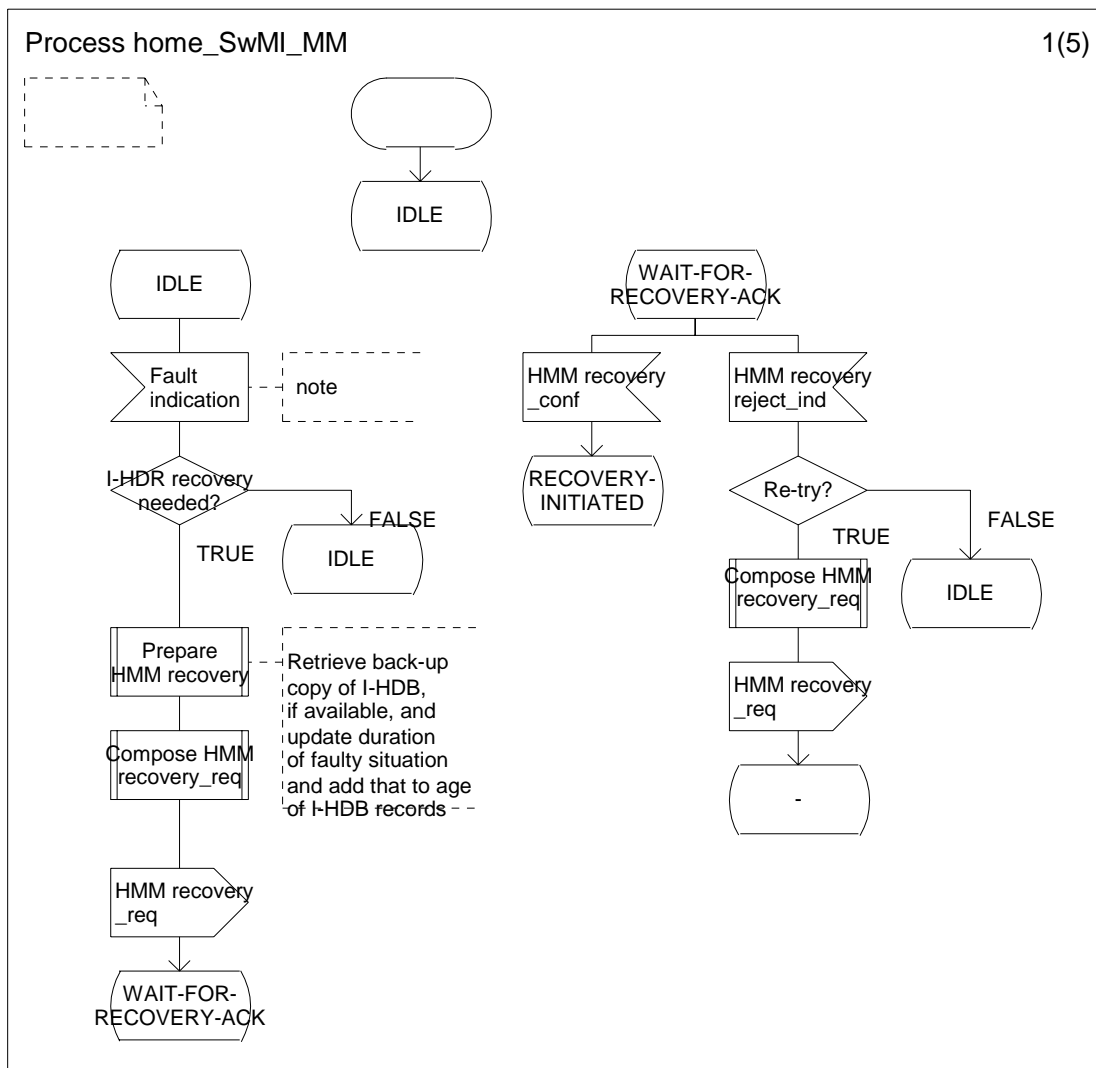 Process home_SwMI_MM
1(5)
IDLE
IDLE
Fault
indication
note
I-HDR recovery
needed?
FALSE
TRUE
IDLE
Prepare
HMM recovery
Retrieve back-up
copy of I-HDB,
if available, and
update duration
of faulty situation
and add that to age
of I-HDB records
Compose HMM
recovery_req
HMM recovery
_req
WAIT-FOR-
RECOVERY-ACK
WAIT-FOR-
RECOVERY-ACK
HMM recovery
_conf
RECOVERY-
INITIATED
HMM recovery
reject_ind
Re-try?
FALSE
TRUE
IDLE
Compose HMM
recovery_req
HMM recovery
_req
-